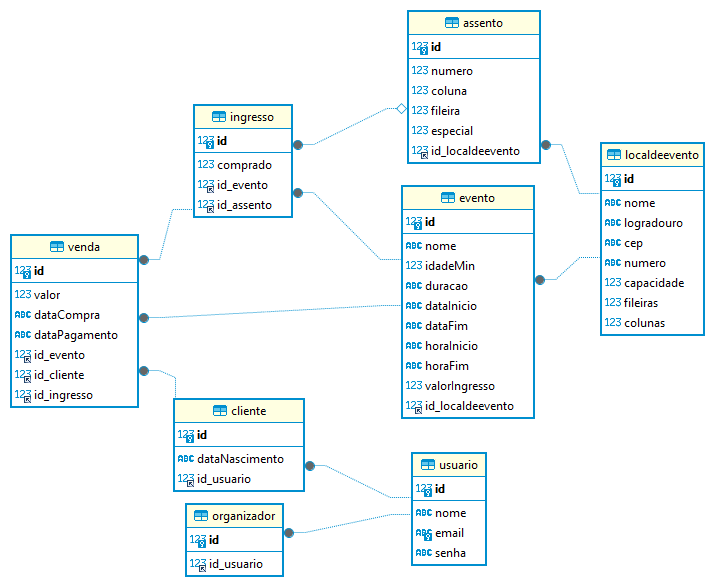 assento
123 id
123 numero
123 coluna
123 fileira
123 especial
123 id_localdeevento
ingresso
123 id
123 comprado
123 id_evento
123 id_assento
localdeevento
123 id
ABC nome
ABC logradouro
ABC cep
ABC numero
123 capacidade
123 fileiras
123 colunas
evento
123 id
ABC nome
123 idadeMin
ABC duracao
ABC dataInicio
ABC dataFim
ABC horaInicio
ABC horaFim
123 valorIngresso
123 id_localdeevento
venda
123 id
123 valor
ABC dataCompra
ABC dataPagamento
123 id_evento
123 id_cliente
123 id_ingresso
cliente
123 id
ABC dataNascimento
123 id_usuario
usuario
123 id
ABC nome
ABC email
ABC senha
organizador
123 id
123 id_usuario